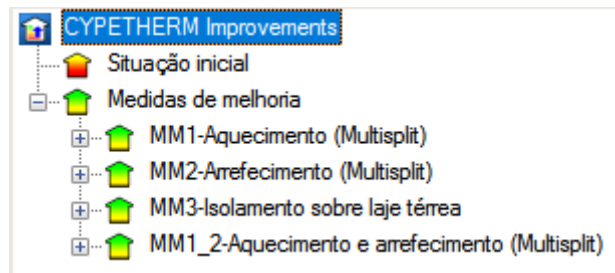 CYPETHERM Improvements
Situação inicial
Medidas de melhoria
MM1-Aquecimento (Multisplit)
MM2-Arrefecimento (Multisplit)
MM3-Isolamento sobre laje térrea
MM1_2-Aquecimento e arrefecimento (Multisplit)